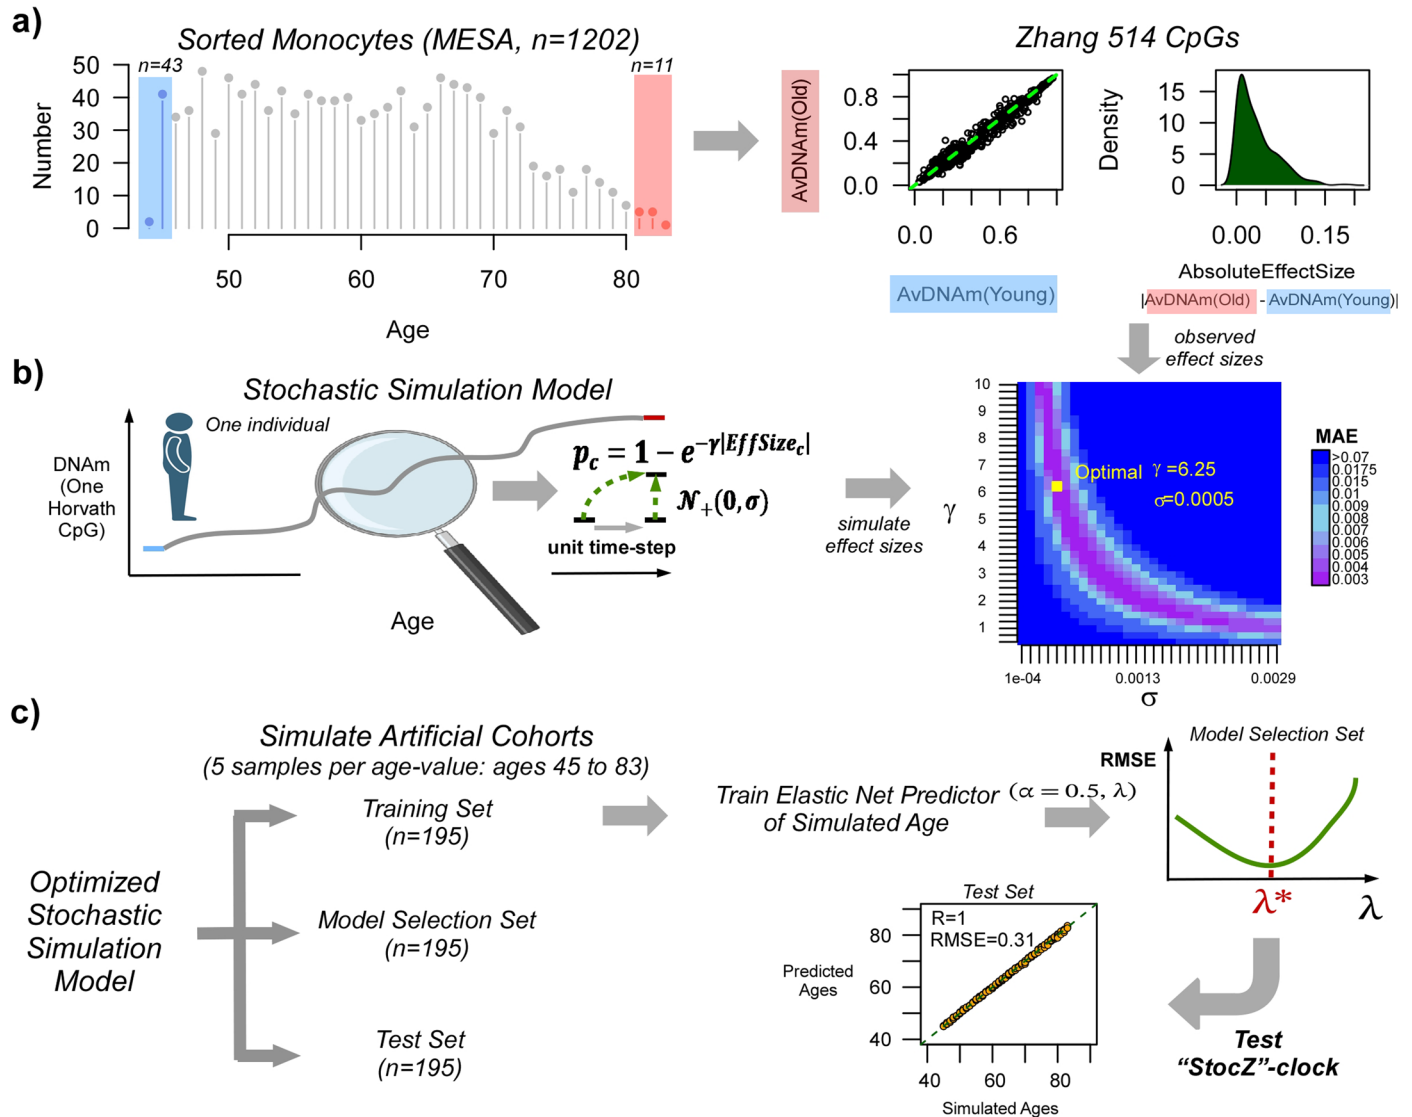 a)
Sorted Monocytes (MESA, n=1202)
n=43
n=11
Number
50
40
30
20
10
0
50
60
70
80
Age
Zhang 514 CpGs
AvDNAm(Old)
0.8
0.4
0.0
0.0
0.6
AvDNAm(Young)
Density
15
10
5
0
0.00
0.15
AbsoluteEffectSize
|AvDNAm(Old) - AvDNAm(Young)|
observed
effect sizes
b)
Stochastic Simulation Model
One individual
DNAm
(One
Horvath
CpG)
Age
p_c = 1 − e^{−γ|EffSize_c|}
𝒩₊(0, σ)
unit time-step
simulate
effect sizes
γ
10
9
8
7
6
5
4
3
2
1
Optimal γ=6.25
σ=0.0005
1e-04
0.0013
0.0029
σ
MAE
>0.07
0.0175
0.015
0.01
0.009
0.008
0.007
0.006
0.005
0.004
0.003
c)
Simulate Artificial Cohorts
(5 samples per age-value: ages 45 to 83)
Optimized
Stochastic
Simulation
Model
Training Set
(n=195)
Model Selection Set
(n=195)
Test Set
(n=195)
Train Elastic Net Predictor (α = 0.5, λ)
of Simulated Age
Model Selection Set
RMSE
λ*
λ
Test
"StocZ"-clock
Test Set
R=1
RMSE=0.31
Predicted
Ages
80
60
40
40
60
80
Simulated Ages